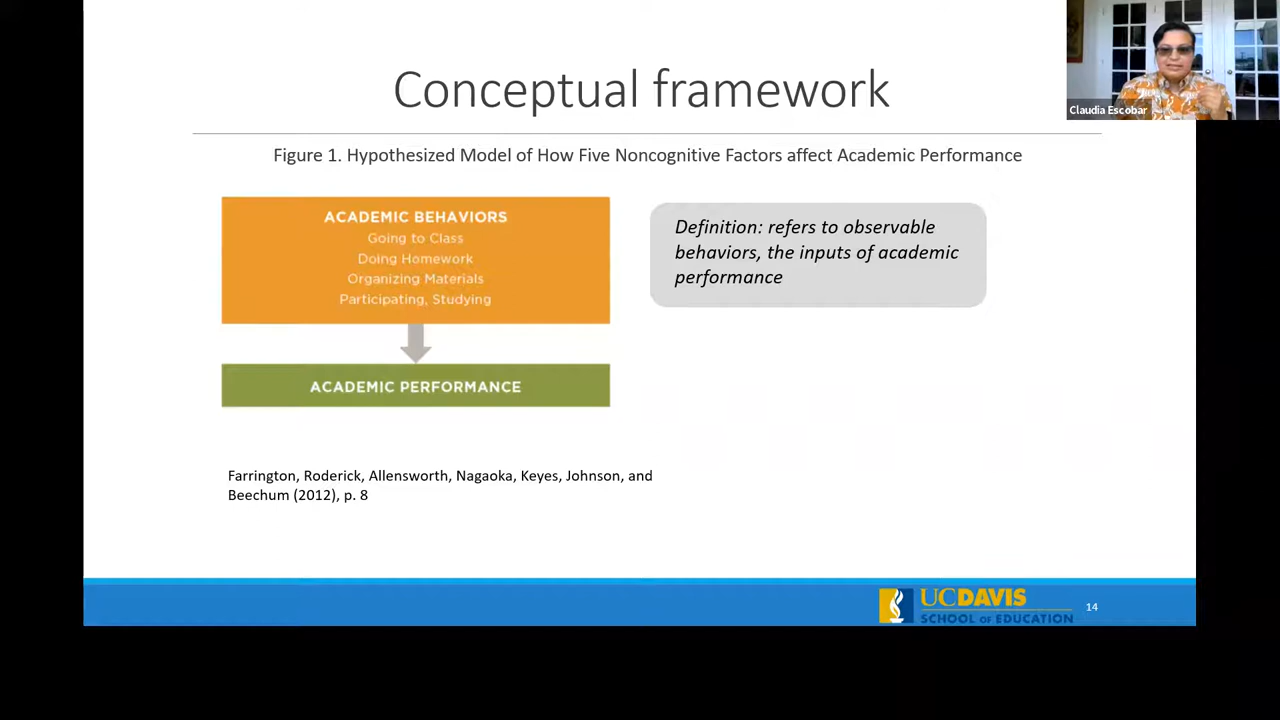 Conceptual framework
Claudia Escobar
Figure 1. Hypothesized Model of How Five Noncognitive Factors affect Academic Performance
ACADEMIC BEHAVIORS
Going to Class
Doing Homework
Organizing Materials
Participating, Studying
Definition: refers to observable
behaviors, the inputs of academic
performance
ACADEMIC PERFORMANCE
Farrington, Roderick, Allensworth, Nagaoka, Keyes, Johnson, and
Beechum (2012), p. 8
UCDAVIS
SCHOOL OF EDUCATION
14